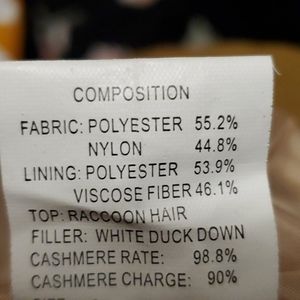 COMPOSITION
FABRIC: POLYESTER 55.2%
NYLON 44.8%
LINING: POLYESTER 53.9%
VISCOSE FIBER 46.1%
TOP: RACCOON HAIR
FILLER: WHITE DUCK DOWN
CASHMERE RATE: 98.8%
CASHMERE CHARGE: 90%